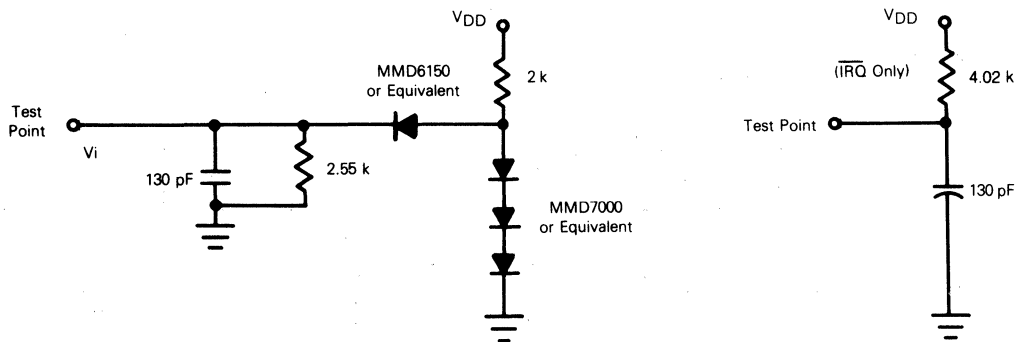 VDD
2 k
MMD6150
or Equivalent
Test
Point
Vi
130 pF
2.55 k
MMD7000
or Equivalent
VDD
(IRQ Only)
4.02 k
Test Point
130 pF